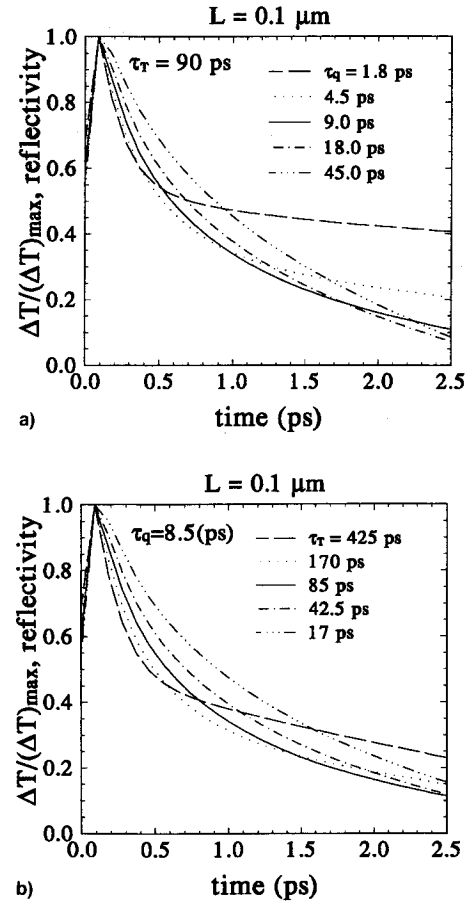 L = 0.1 μm
ΔT/(ΔT)max, reflectivity
1.0
0.8
0.6
0.4
0.2
0.0
τT = 90 ps
τq = 1.8 ps
4.5 ps
9.0 ps
18.0 ps
45.0 ps
0.0 0.5 1.0 1.5 2.0 2.5
time (ps)
a)
L = 0.1 μm
ΔT/(ΔT)max, reflectivity
1.0
0.8
0.6
0.4
0.2
0.0
τq=8.5(ps)
τT = 425 ps
170 ps
85 ps
42.5 ps
17 ps
0.0 0.5 1.0 1.5 2.0 2.5
time (ps)
b)